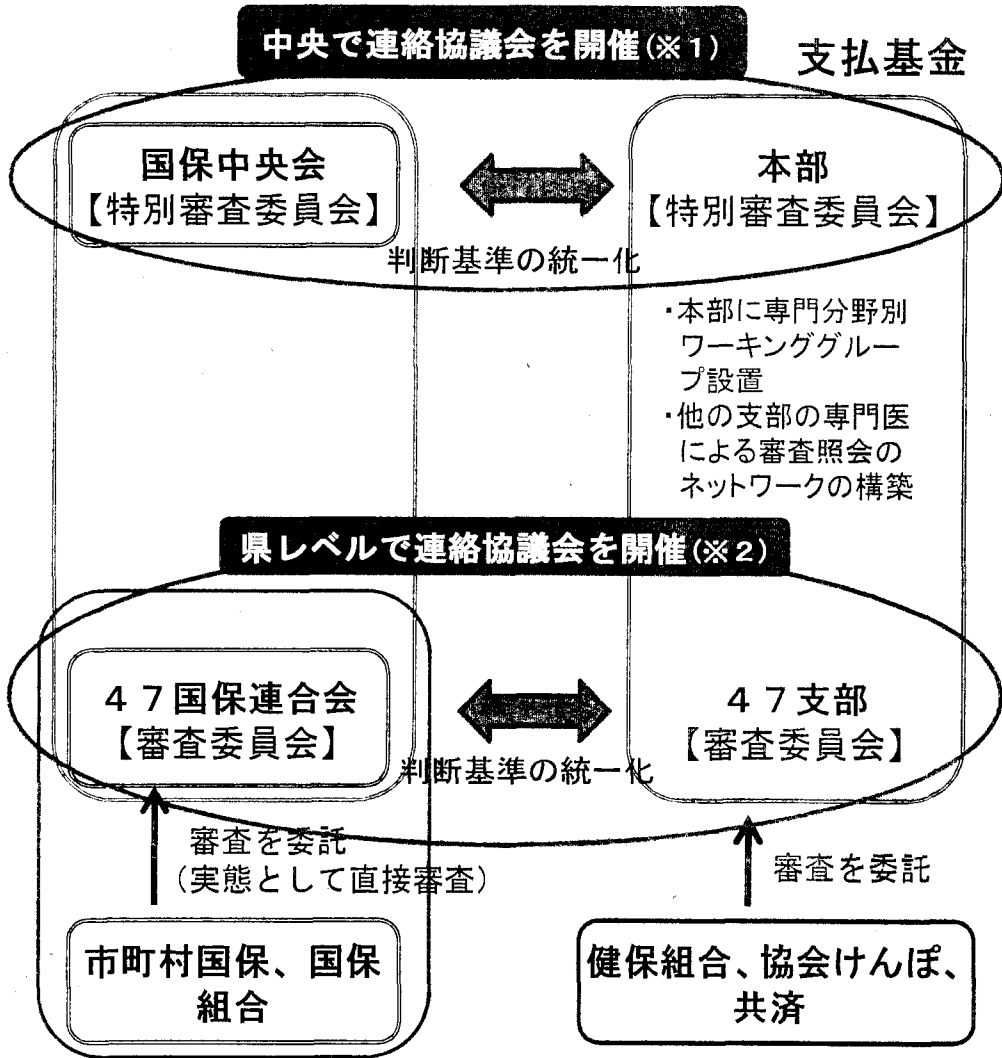 中央で連絡協議会を開催(※1)
支払基金
国保中央会
【特別審査委員会】
本部
【特別審査委員会】
判断基準の統一化
・本部に専門分野別
ワーキンググルー
プ設置
・他の支部の専門医
による審査照会の
ネットワークの構築
県レベルで連絡協議会を開催(※2)
47国保連合会
【審査委員会】
47支部
【審査委員会】
判断基準の統一化
審査を委託
(実態として直接審査)
審査を委託
市町村国保、国保
組合
健保組合、協会けんぽ、
共済